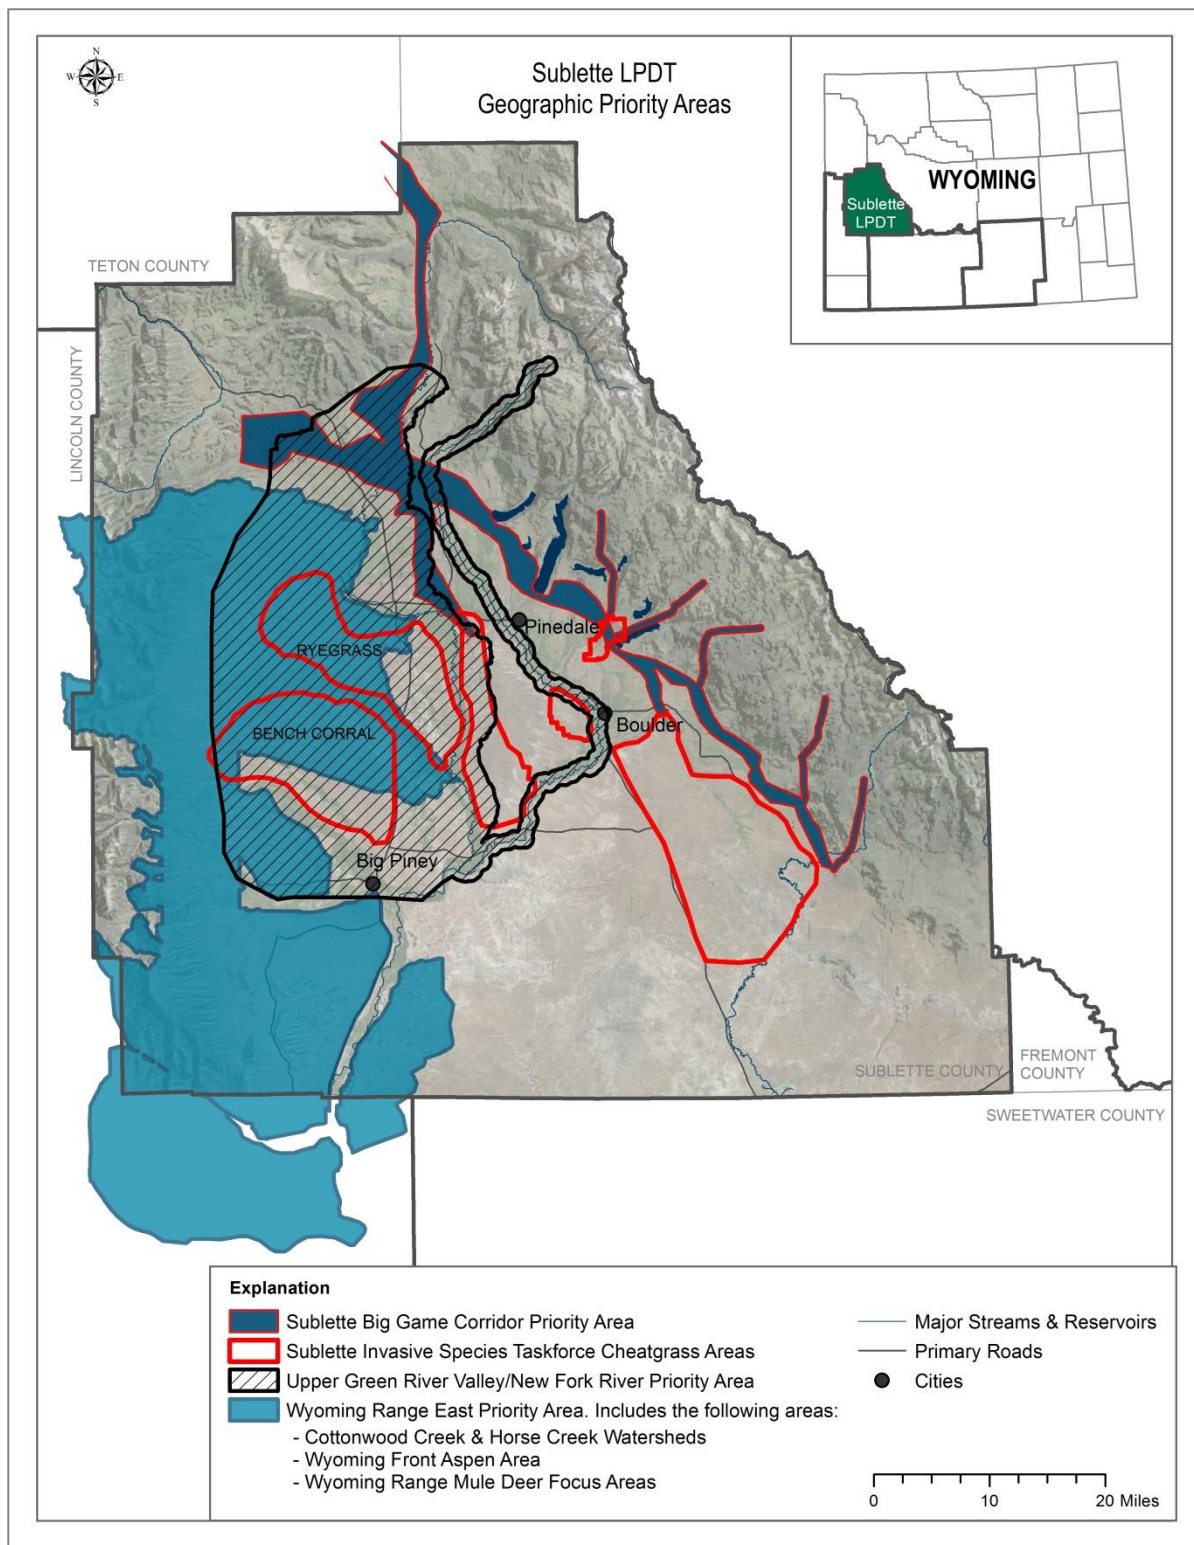 N
W E
S
Sublette LPDT
Geographic Priority Areas
WYOMING
Sublette
LPDT
TETON COUNTY
LINCOLN COUNTY
Pinedale
RYEGRASS
Boulder
BENCH CORRAL
Big Piney
SUBLETTE COUNTY
FREMONT
COUNTY
SWEETWATER COUNTY
Explanation
Sublette Big Game Corridor Priority Area
Sublette Invasive Species Taskforce Cheatgrass Areas
Upper Green River Valley/New Fork River Priority Area
Wyoming Range East Priority Area. Includes the following areas:
- Cottonwood Creek & Horse Creek Watersheds
- Wyoming Front Aspen Area
- Wyoming Range Mule Deer Focus Areas
Major Streams & Reservoirs
Primary Roads
Cities
0 10 20 Miles